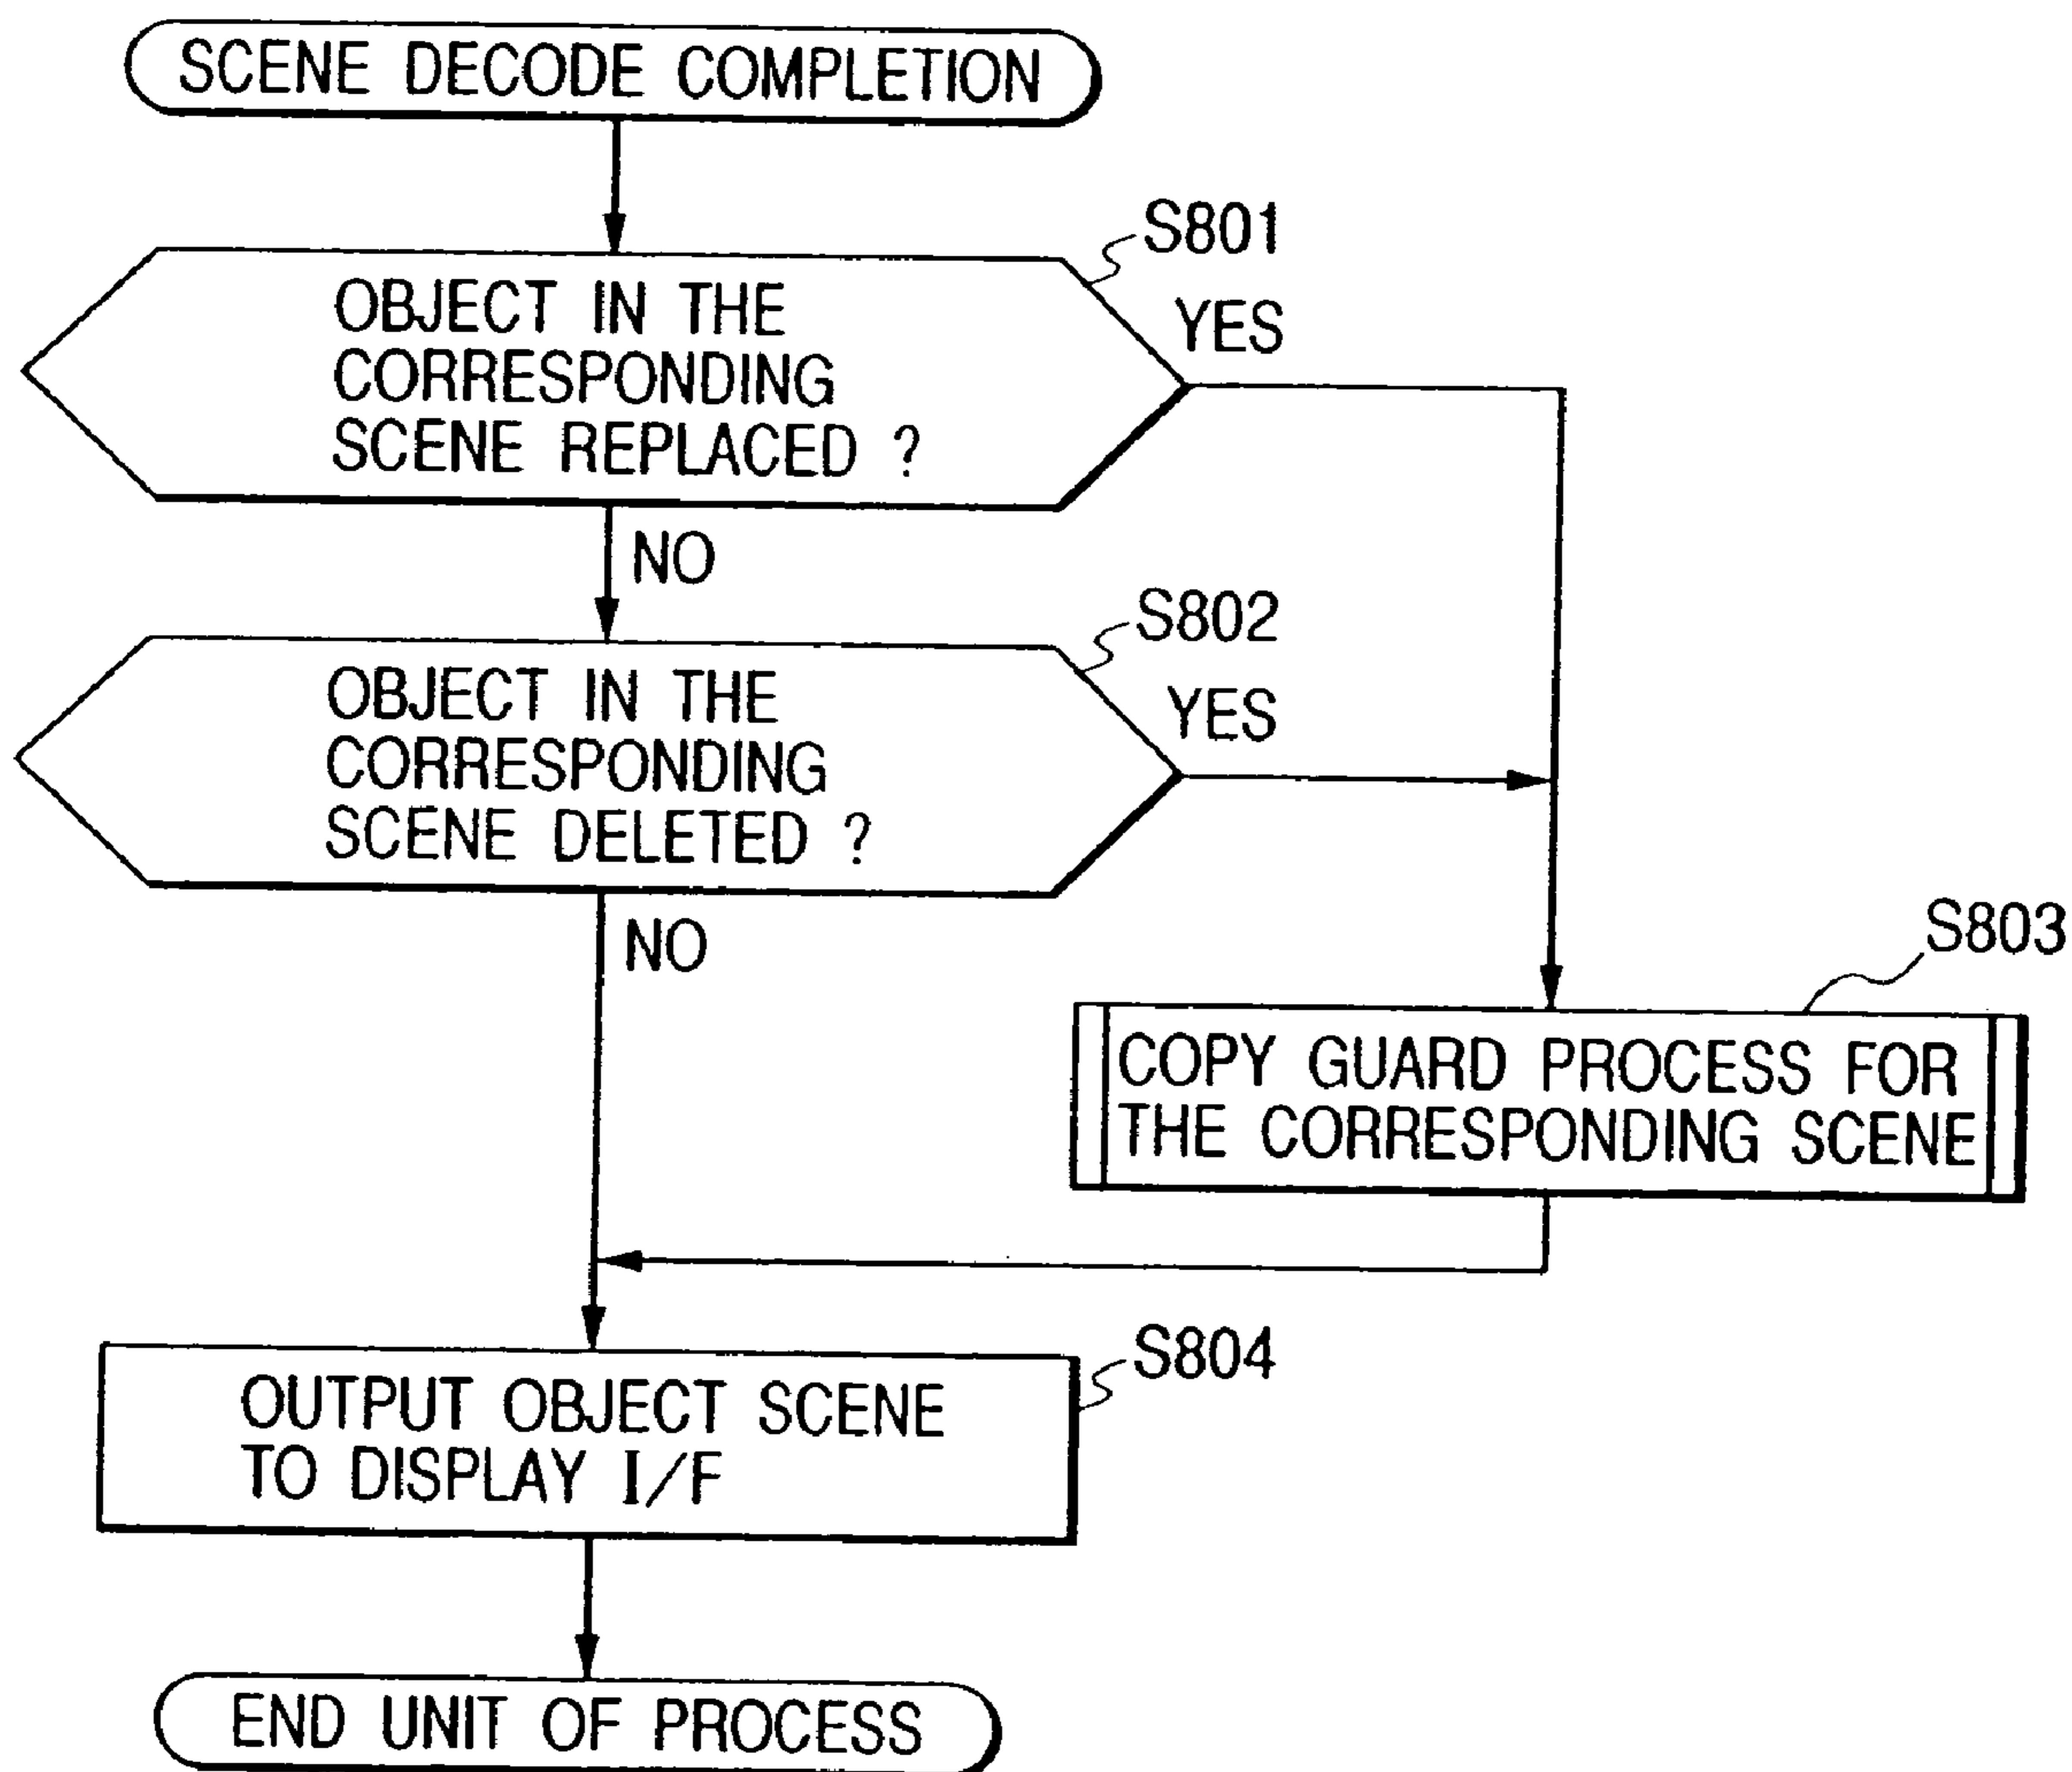 SCENE DECODE COMPLETION
S801
OBJECT IN THE
CORRESPONDING
SCENE REPLACED ?
YES
NO
S802
OBJECT IN THE
CORRESPONDING
SCENE DELETED ?
YES
NO
S803
COPY GUARD PROCESS FOR
THE CORRESPONDING SCENE
S804
OUTPUT OBJECT SCENE
TO DISPLAY I/F
END UNIT OF PROCESS